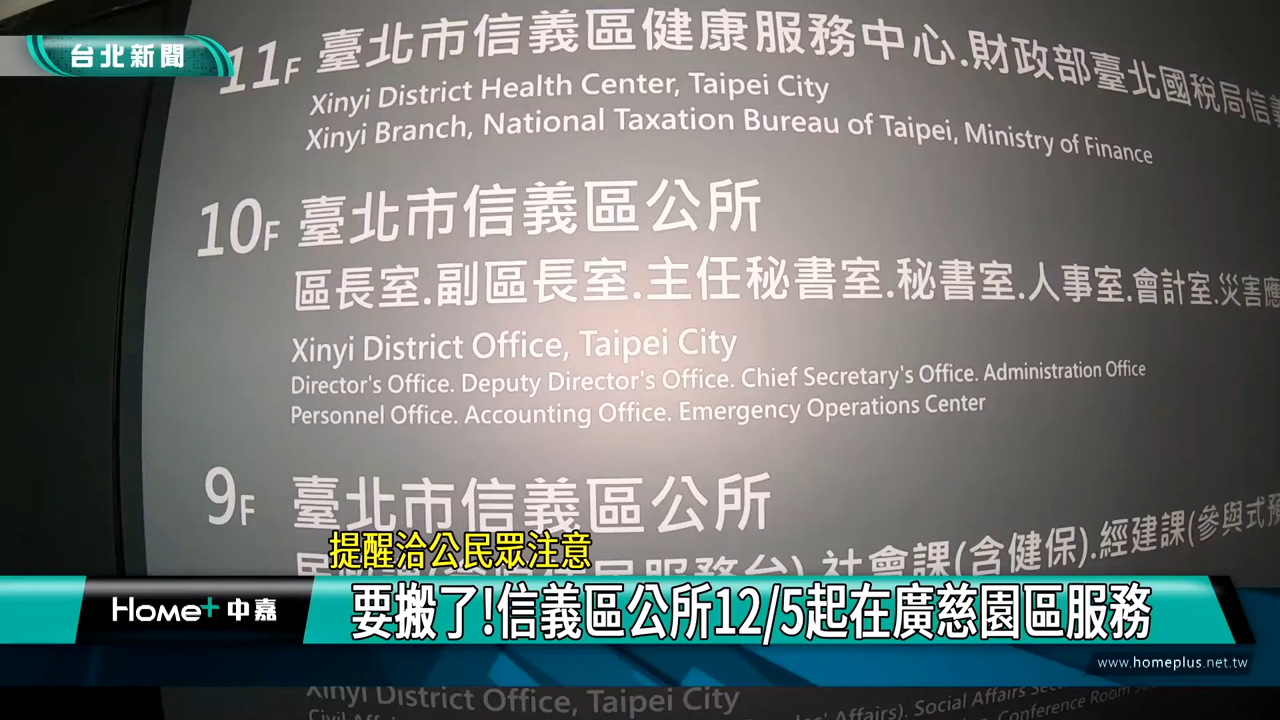 台北新聞
11F 臺北市信義區健康服務中心.財政部臺北國稅局信義
Xinyi District Health Center, Taipei City
Xinyi Branch, National Taxation Bureau of Taipei, Ministry of Finance
10F 臺北市信義區公所
區長室.副區長室.主任秘書室.秘書室.人事室.會計室.災害應
Xinyi District Office, Taipei City
Director's Office. Deputy Director's Office. Chief Secretary's Office. Administration Office
Personnel Office. Accounting Office. Emergency Operations Center
9F 臺北市信義區公所
社會課(含健保).經建課(參與式預
提醒洽公民眾注意
Home+ 中嘉
要搬了!信義區公所12/5起在廣慈園區服務
www.homeplus.net.tw
Xinyi District Office, Taipei City
Affairs). Social Affairs
Conference Room